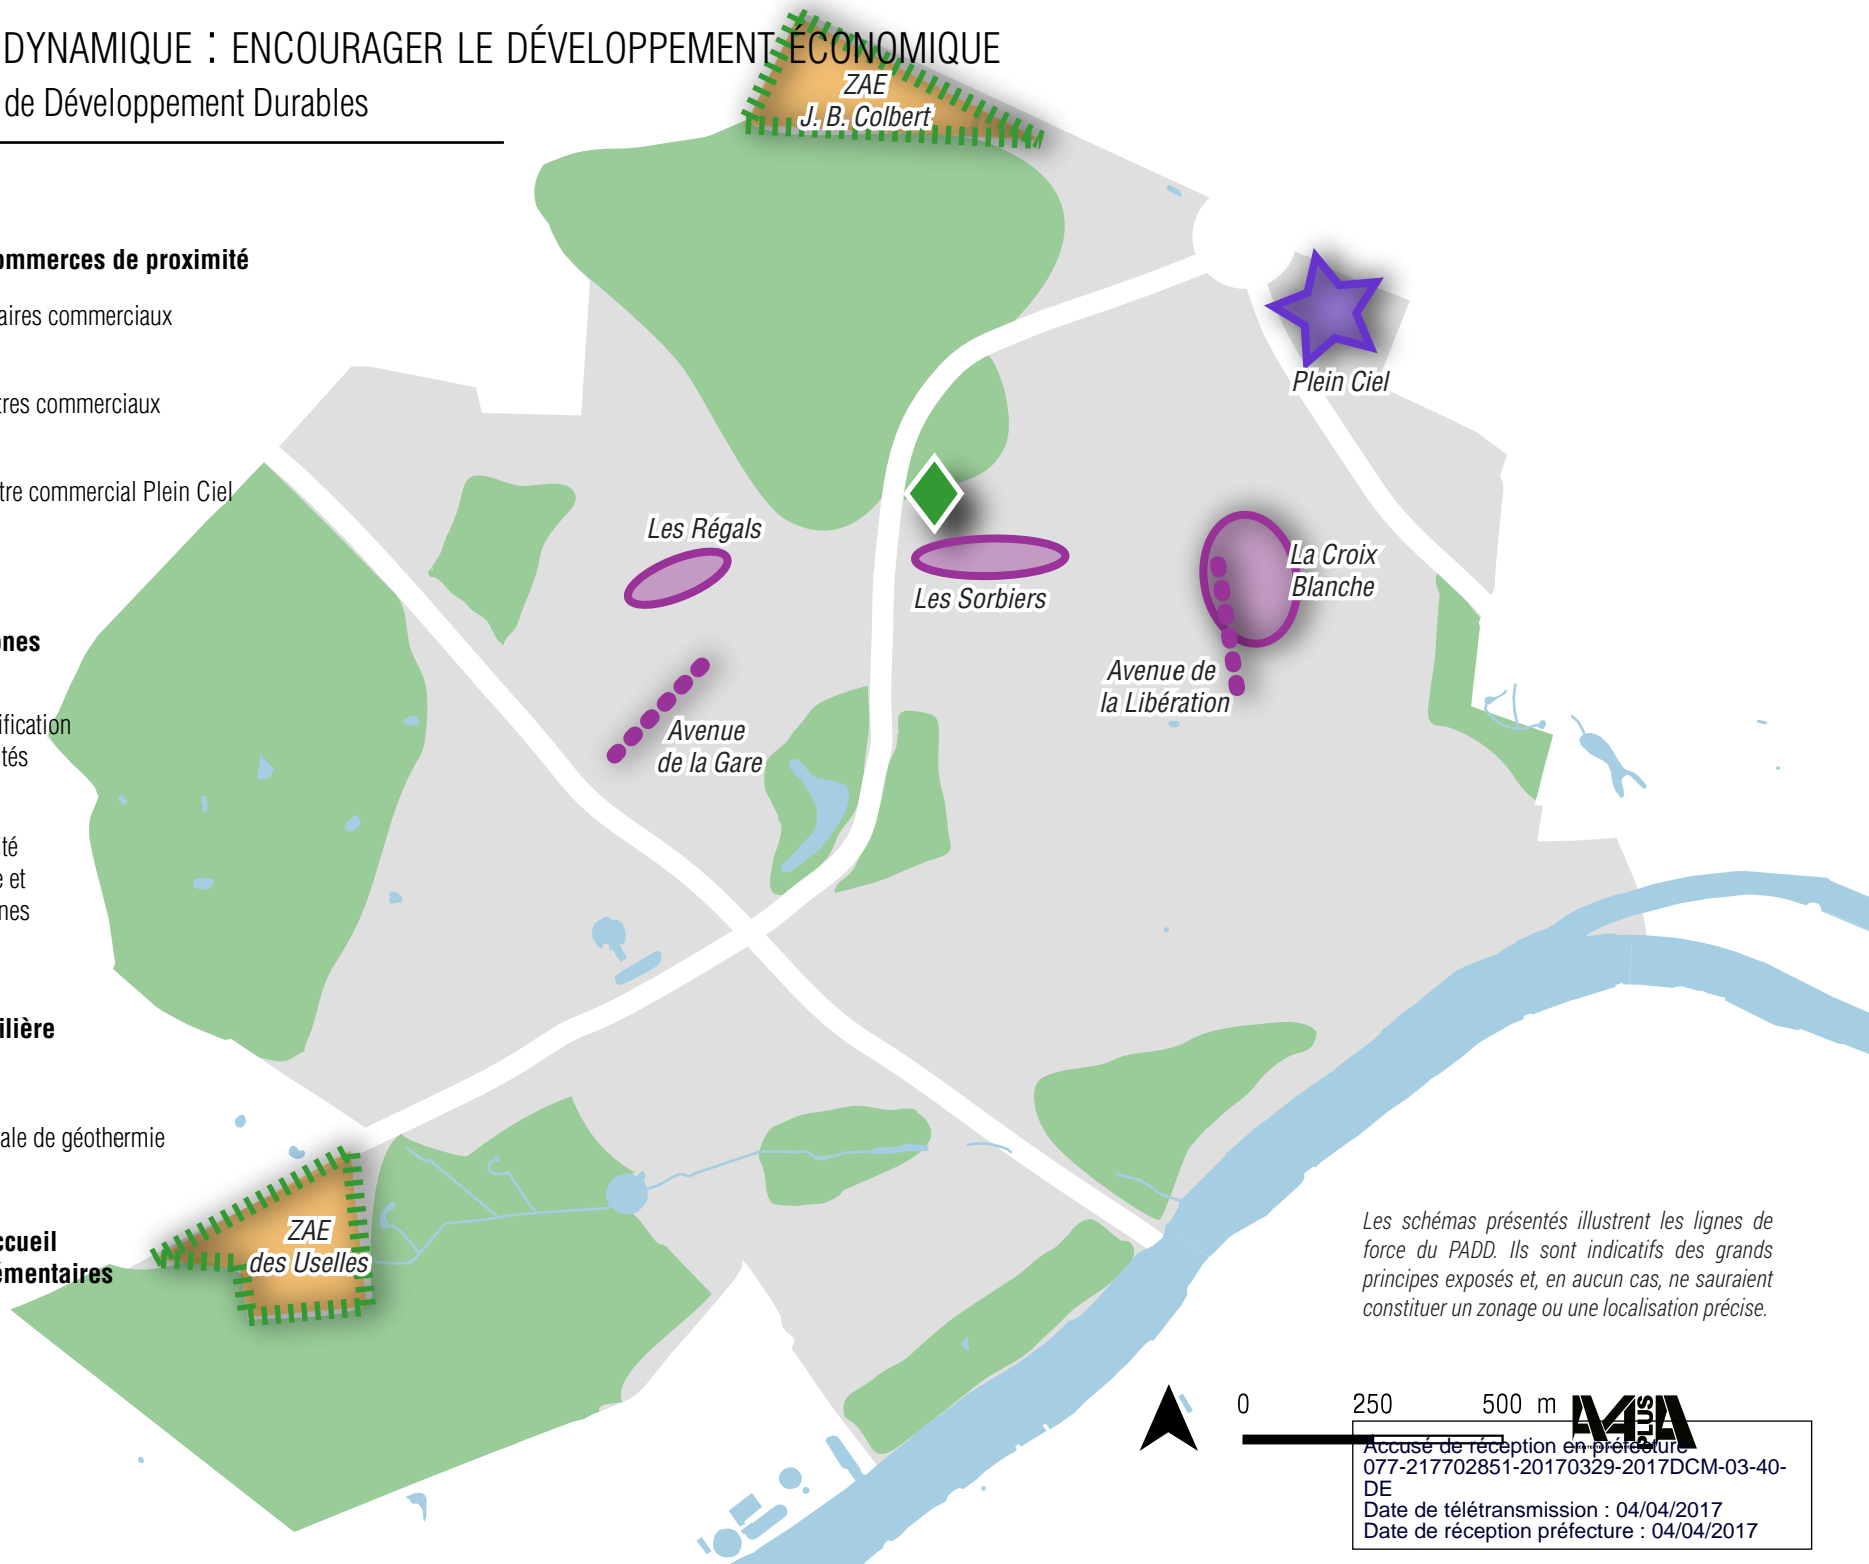 DYNAMIQUE : ENCOURAGER LE DÉVELOPPEMENT ÉCONOMIQUE
de Développement Durables
ommerces de proximité
aires commerciaux
tres commerciaux
tre commercial Plein Ciel
ones
ification
tés
té
e et
nes
ilière
ale de géothermie
ccueil
émentaires
ZAE
J. B. Colbert
Plein Ciel
Les Régals
Les Sorbiers
La Croix
Blanche
Avenue de
la Libération
Avenue
de la Gare
ZAE
des Uselles
Les schémas présentés illustrent les lignes de
force du PADD. Ils sont indicatifs des grands
principes exposés et, en aucun cas, ne sauraient
constituer un zonage ou une localisation précise.
0 250 500 m
PLUS
Accusé de réception en préfecture
077-217702851-20170329-2017DCM-03-40-
DE
Date de télétransmission : 04/04/2017
Date de réception préfecture : 04/04/2017